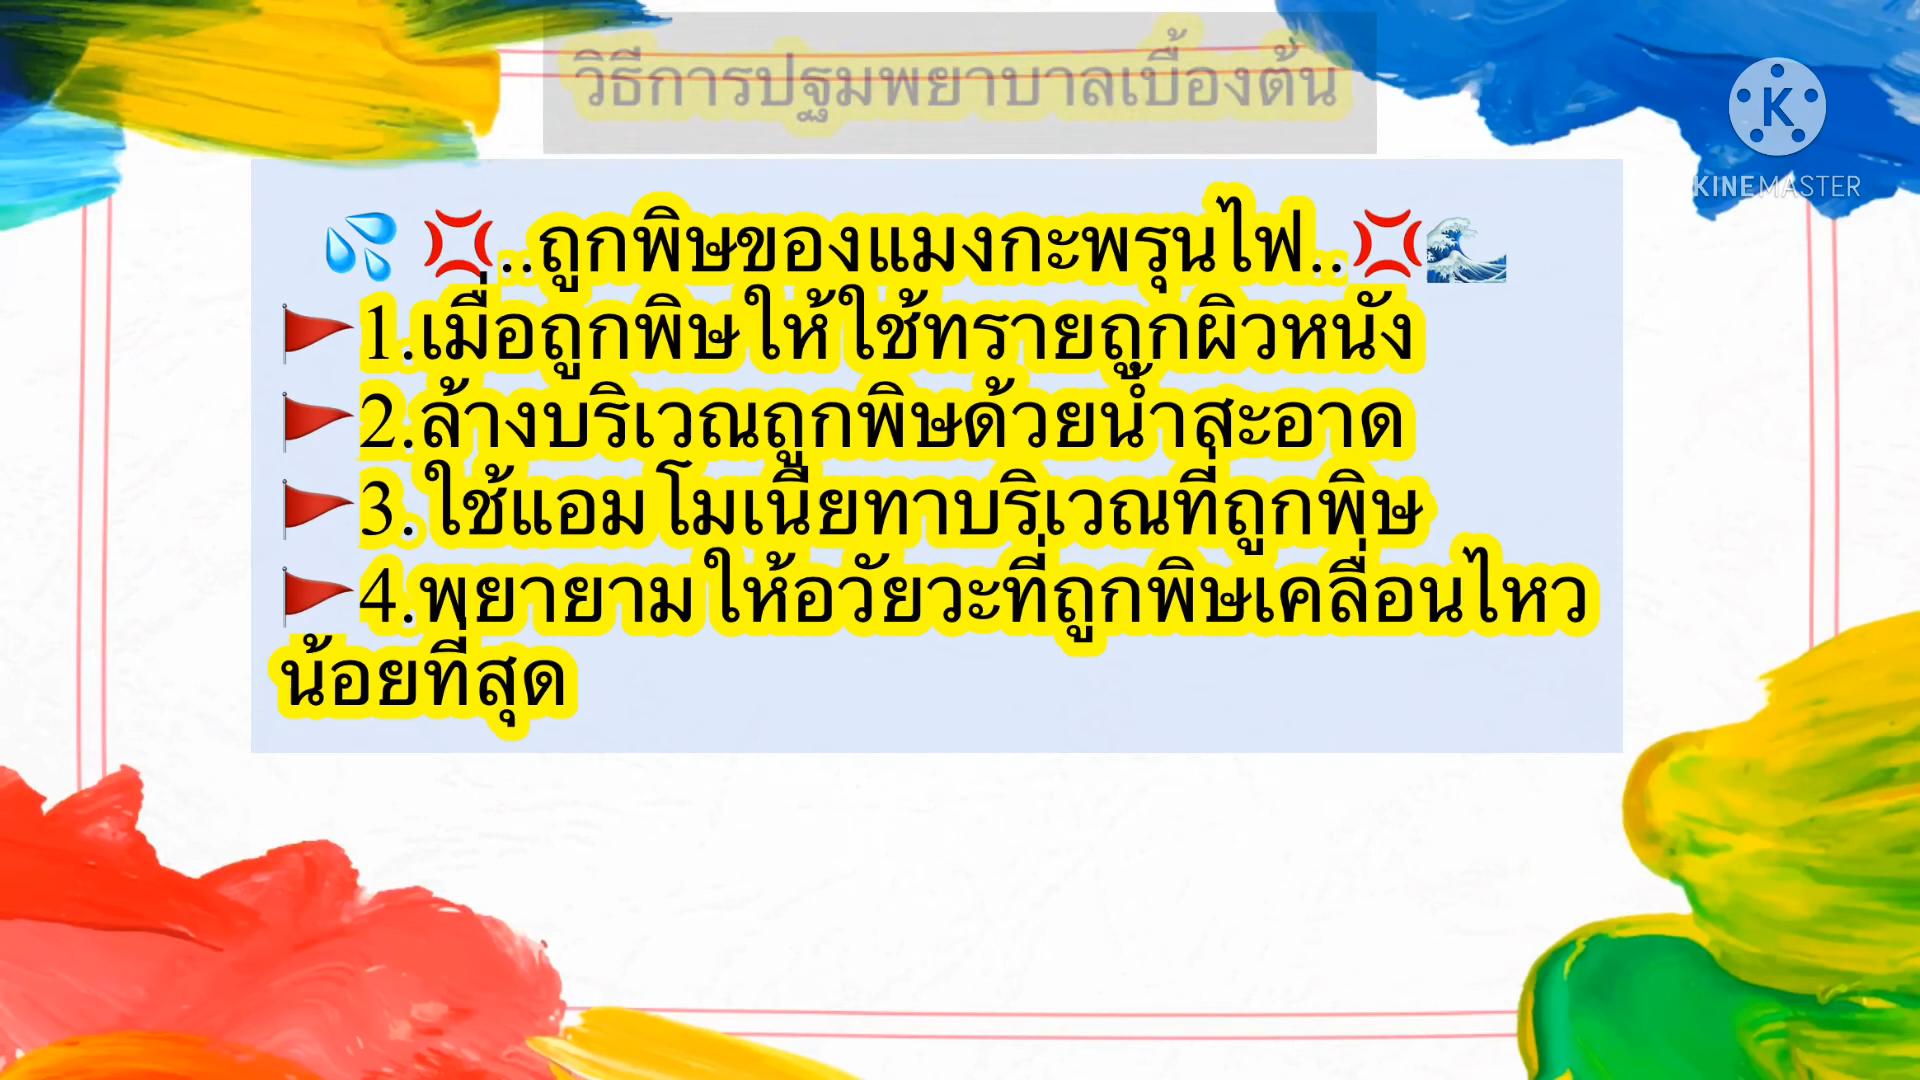 วิธีการปฐมพยาบาลเบื้องต้น
K
KINEMASTER
💦 💢..ถูกพิษของแมงกะพรุนไฟ..💢🌊
🚩1.เมื่อถูกพิษให้ใช้ทรายถูกผิวหนัง
🚩2.ล้างบริเวณถูกพิษด้วยน้ำสะอาด
🚩3.ใช้แอมโมเนียทาบริเวณที่ถูกพิษ
🚩4.พยายามให้อวัยวะที่ถูกพิษเคลื่อนไหว
น้อยที่สุด